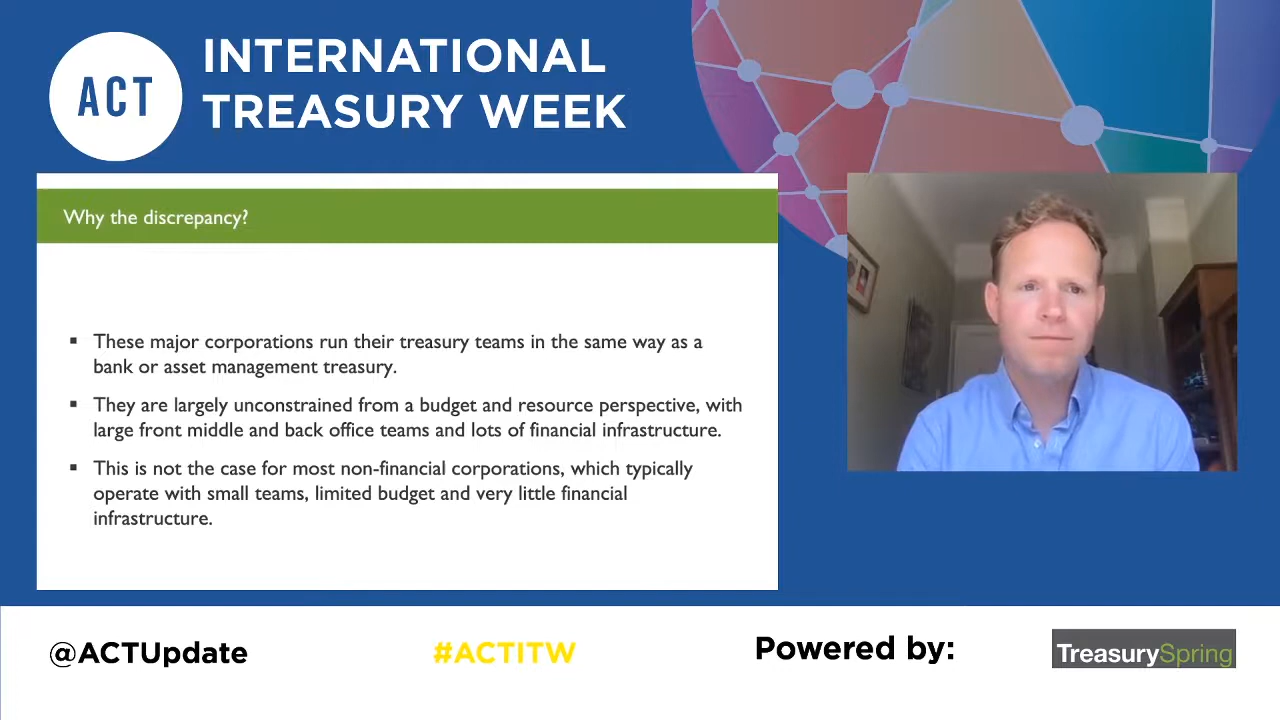 ACT
INTERNATIONAL
TREASURY WEEK
Why the discrepancy?
▪ These major corporations run their treasury teams in the same way as a
bank or asset management treasury.
▪ They are largely unconstrained from a budget and resource perspective, with
large front middle and back office teams and lots of financial infrastructure.
▪ This is not the case for most non-financial corporations, which typically
operate with small teams, limited budget and very little financial
infrastructure.
@ACTUpdate
#ACTITW
Powered by:
TreasurySpring